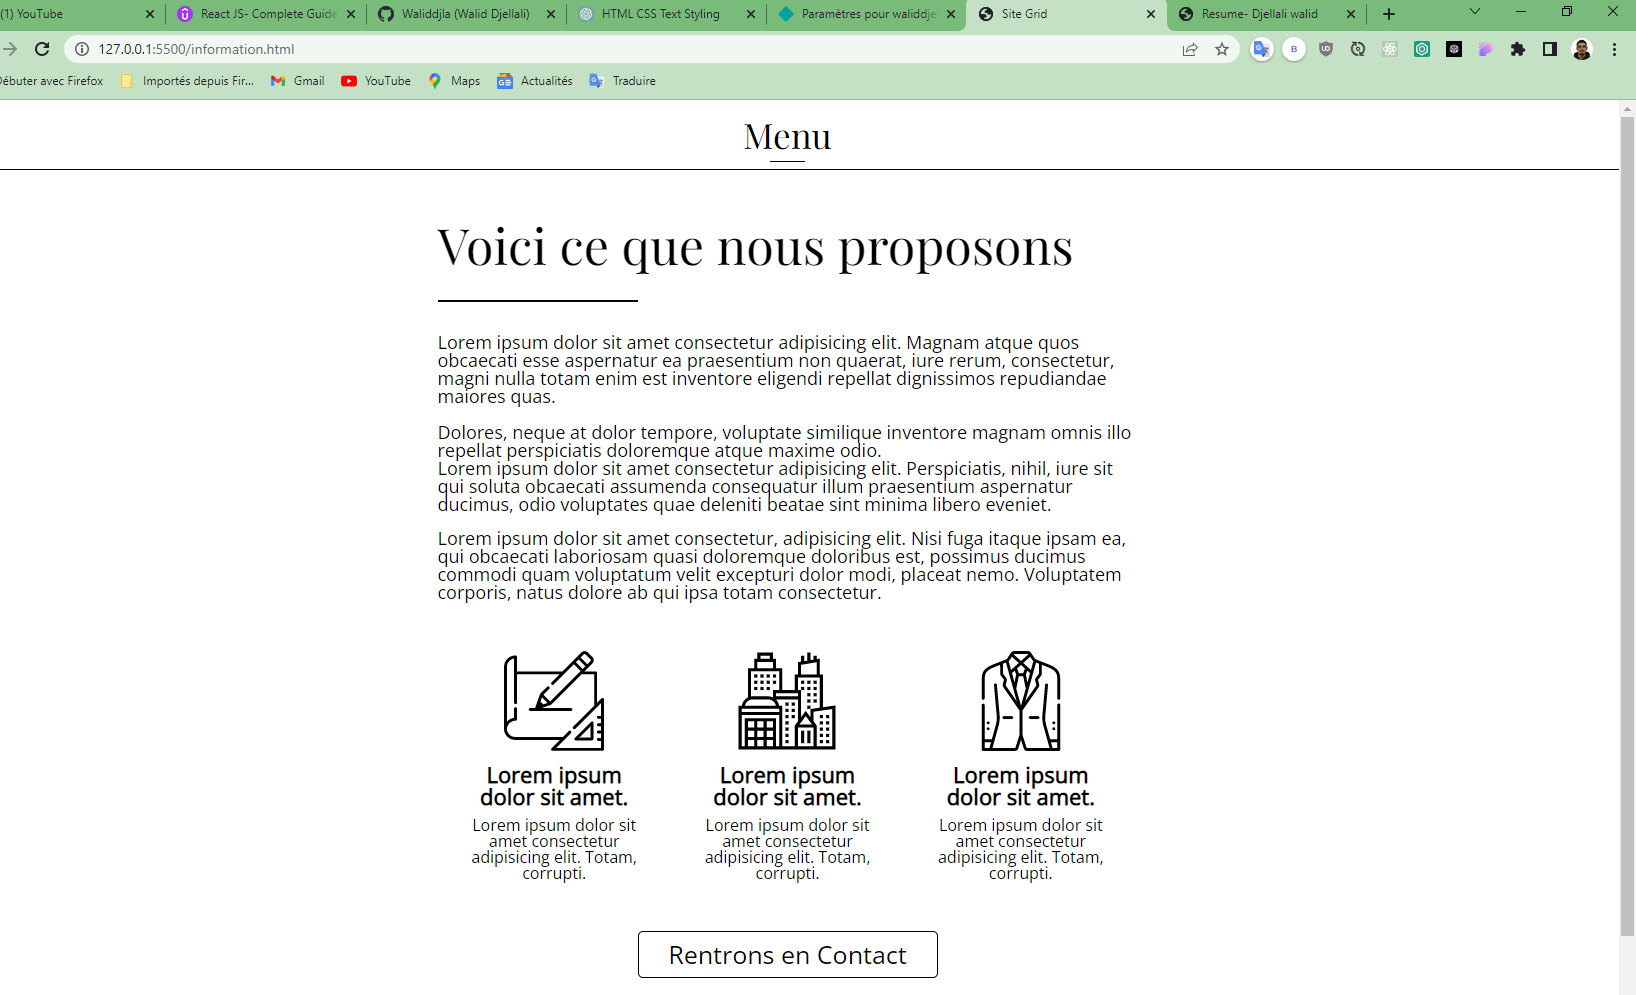 (1) YouTube
React JS- Complete Guide
Waliddjla (Walid Djellali)
HTML CSS Text Styling
Paramètres pour waliddje
Site Grid
Resume- Djellali walid
127.0.0.1:5500/information.html
Débuter avec Firefox
Importés depuis Fir...
Gmail
YouTube
Maps
Actualités
Traduire
Menu
Voici ce que nous proposons
Lorem ipsum dolor sit amet consectetur adipisicing elit. Magnam atque quos
obcaecati esse aspernatur ea praesentium non quaerat, iure rerum, consectetur,
magni nulla totam enim est inventore eligendi repellat dignissimos repudiandae
maiores quas.
Dolores, neque at dolor tempore, voluptate similique inventore magnam omnis illo
repellat perspiciatis doloremque atque maxime odio.
Lorem ipsum dolor sit amet consectetur adipisicing elit. Perspiciatis, nihil, iure sit
qui soluta obcaecati assumenda consequatur illum praesentium aspernatur
ducimus, odio voluptates quae deleniti beatae sint minima libero eveniet.
Lorem ipsum dolor sit amet consectetur, adipisicing elit. Nisi fuga itaque ipsam ea,
qui obcaecati laboriosam quasi doloremque doloribus est, possimus ducimus
commodi quam voluptatum velit excepturi dolor modi, placeat nemo. Voluptatem
corporis, natus dolore ab qui ipsa totam consectetur.
Lorem ipsum
dolor sit amet.
Lorem ipsum dolor sit
amet consectetur
adipisicing elit. Totam,
corrupti.
Lorem ipsum
dolor sit amet.
Lorem ipsum dolor sit
amet consectetur
adipisicing elit. Totam,
corrupti.
Lorem ipsum
dolor sit amet.
Lorem ipsum dolor sit
amet consectetur
adipisicing elit. Totam,
corrupti.
Rentrons en Contact